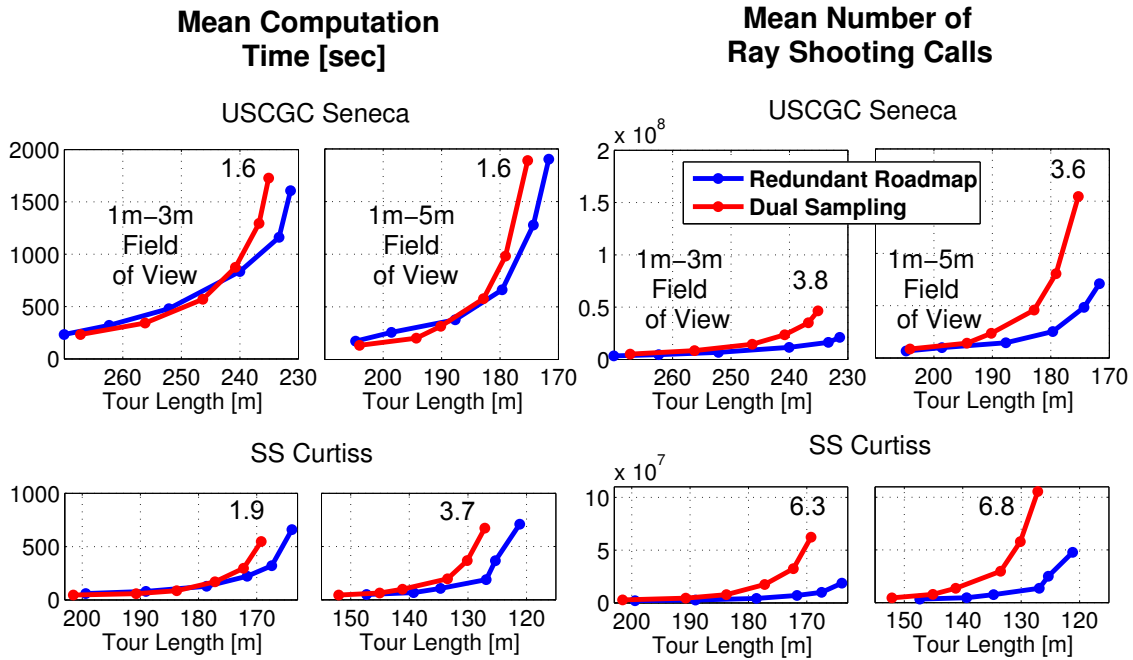 Mean Computation
Time [sec]
Mean Number of
Ray Shooting Calls
USCGC Seneca
2000
1500
1000
500
0
1.6
1m−3m
Field
of View
260
250
240
230
Tour Length [m]
1.6
1m−5m
Field
of View
200
190
180
170
Tour Length [m]
USCGC Seneca
x 10^8
2
1.5
1
0.5
0
Redundant Roadmap
Dual Sampling
1m−3m
Field
of View
3.8
260
250
240
230
Tour Length [m]
3.6
1m−5m
Field
of View
200
190
180
170
Tour Length [m]
SS Curtiss
1000
500
0
1.9
200
190
180
170
Tour Length [m]
3.7
150
140
130
120
Tour Length [m]
SS Curtiss
x 10^7
10
5
0
6.3
200
190
180
170
Tour Length [m]
6.8
150
140
130
120
Tour Length [m]